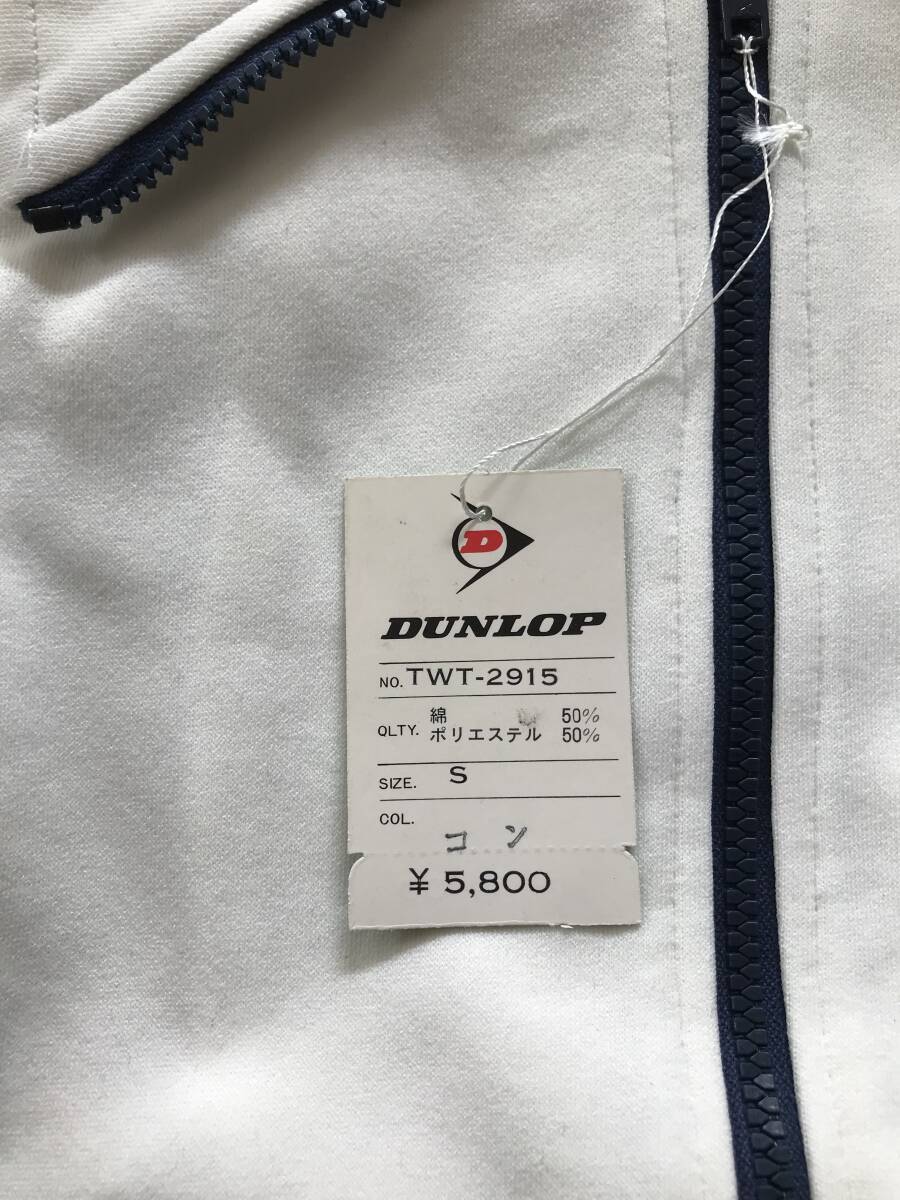 D
DUNLOP
NO. TWT-2915
QLTY. 綿 50%
ポリエステル 50%
SIZE. S
COL. コン
¥ 5,800